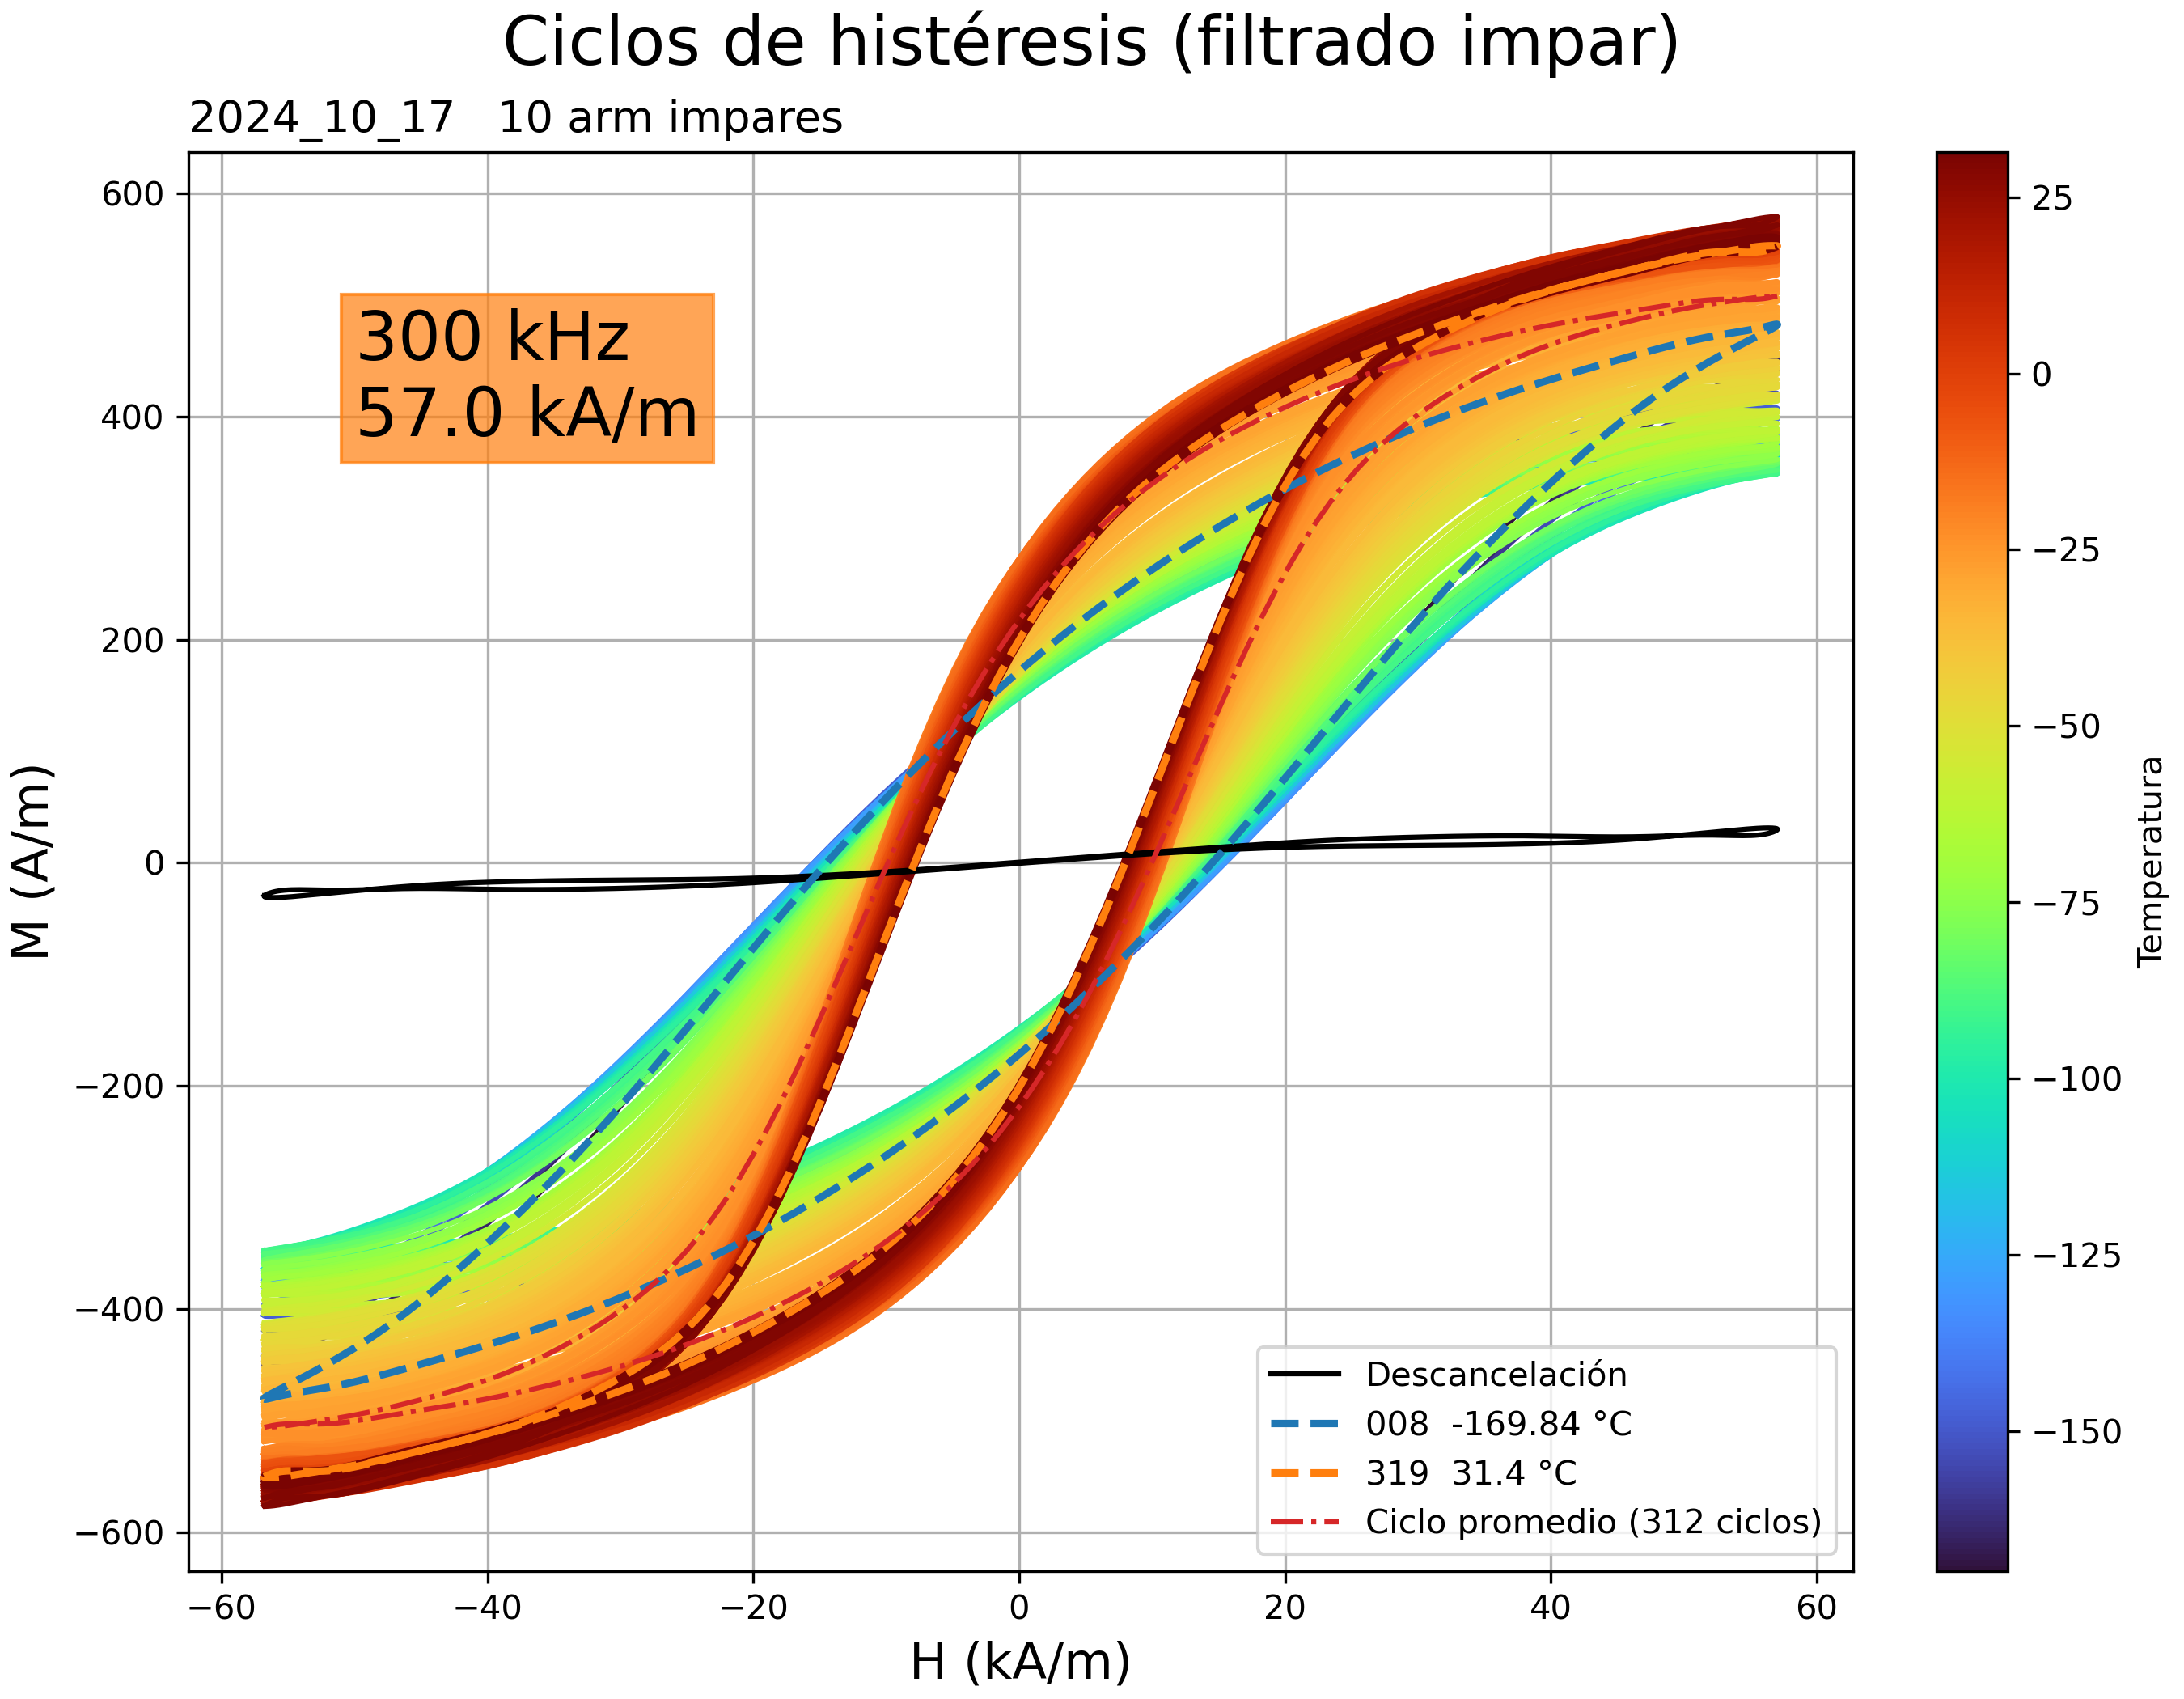 Ciclos de histéresis (filtrado impar)
2024_10_17   10 arm impares
300 kHz
57.0 kA/m
M (A/m)
600
400
200
0
−200
−400
−600
−60
−40
−20
0
20
40
60
H (kA/m)
Descancelación
008  -169.84 °C
319  31.4 °C
Ciclo promedio (312 ciclos)
25
0
−25
−50
−75
−100
−125
−150
Temperatura